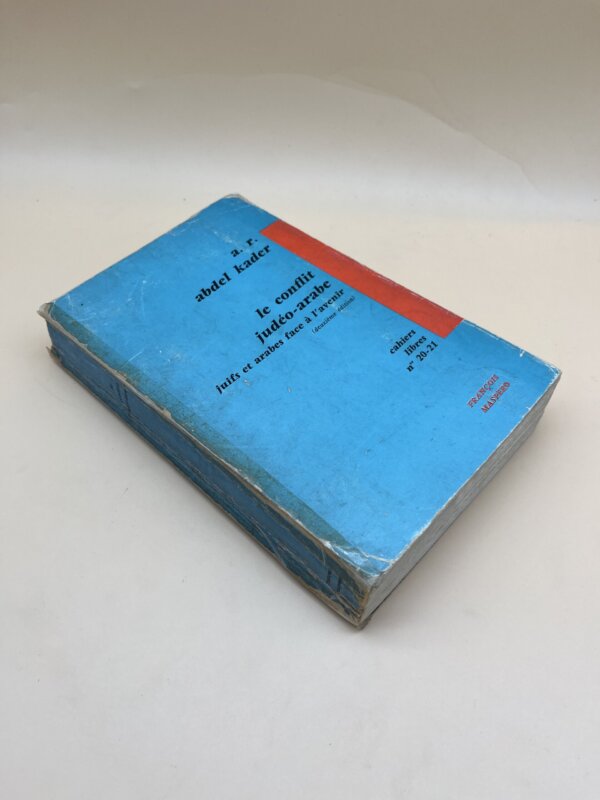 a. r.
abdel kader
le conflit
judéo-arabe
juifs et arabes face à l'avenir
(deuxième édition)
cahiers
libres
n° 20-21
FRANÇOIS
MASPERO